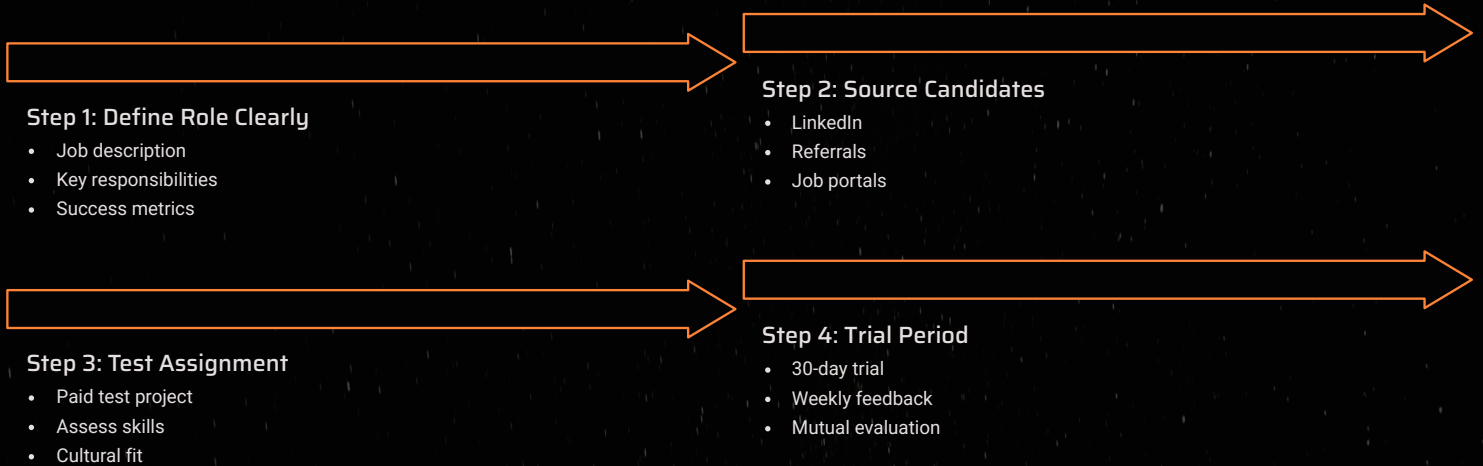 Step 1: Define Role Clearly
• Job description
• Key responsibilities
• Success metrics
Step 2: Source Candidates
• LinkedIn
• Referrals
• Job portals
Step 3: Test Assignment
• Paid test project
• Assess skills
• Cultural fit
Step 4: Trial Period
• 30-day trial
• Weekly feedback
• Mutual evaluation